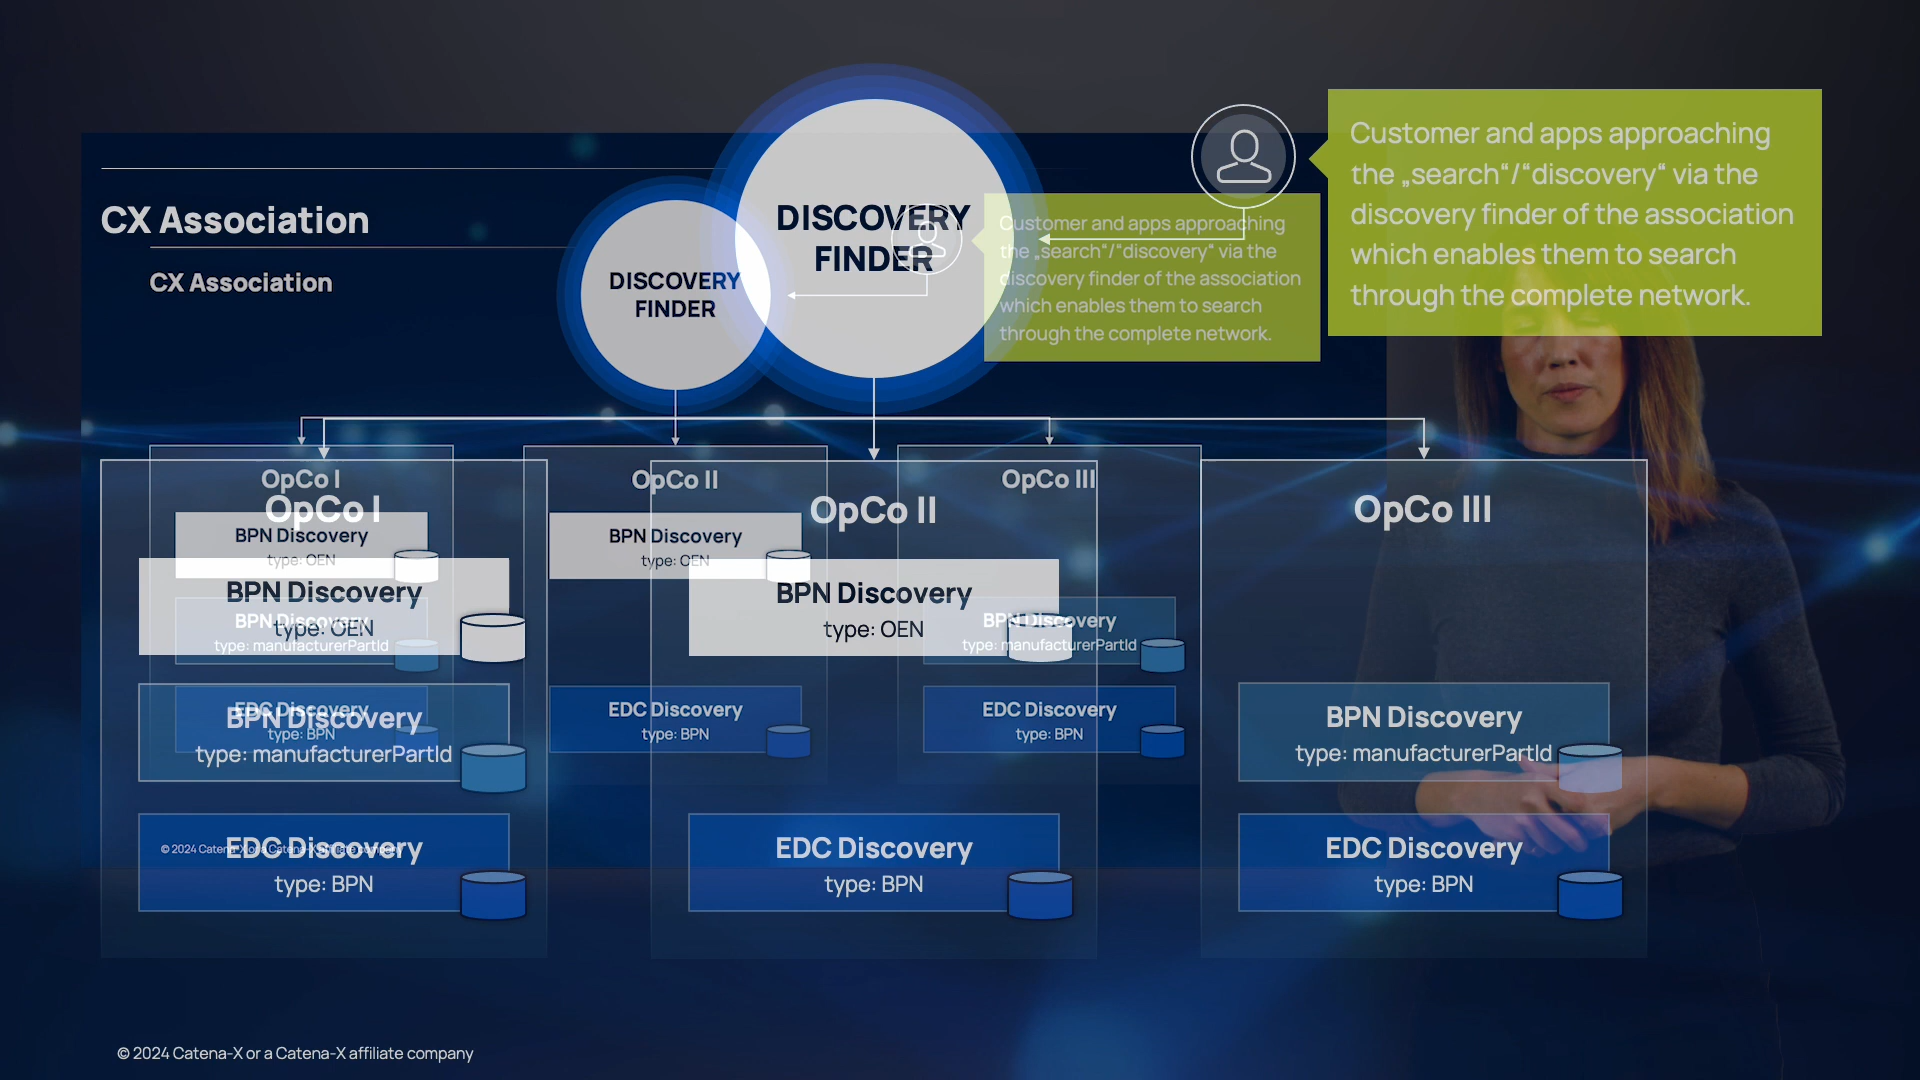 CX Association
DISCOVERY
FINDER
Customer and apps approaching
the „search“/“discovery“ via the
discovery finder of the association
which enables them to search
through the complete network.
CX Association
DISCOVERY
FINDER
Customer and apps approaching
the „search“/“discovery“ via the
discovery finder of the association
which enables them to search
through the complete network.
OpCo I
OpCo II
OpCo III
BPN Discovery
type: OEN
BPN Discovery
type: manufacturerPartId
EDC Discovery
type: BPN
BPN Discovery
type: OEN
EDC Discovery
type: BPN
BPN Discovery
type: manufacturerPartId
EDC Discovery
type: BPN
OpCo I
OpCo II
OpCo III
BPN Discovery
type: OEN
BPN Discovery
type: manufacturerPartId
EDC Discovery
type: BPN
BPN Discovery
type: OEN
EDC Discovery
type: BPN
BPN Discovery
type: manufacturerPartId
EDC Discovery
type: BPN
© 2024 Catena-X or a Catena-X affiliate company
© 2024 Catena-X or a Catena-X affiliate company